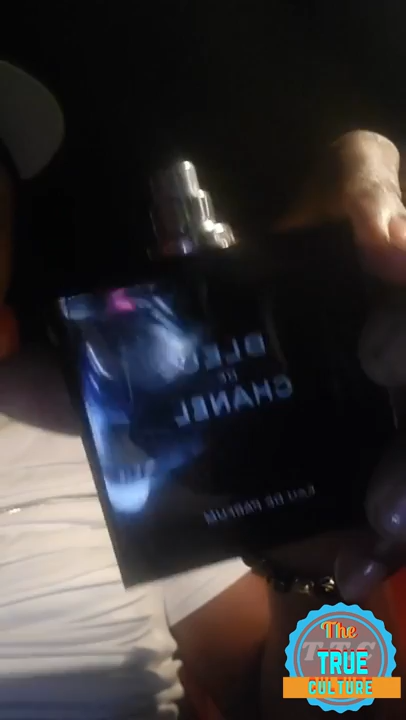 BLEU
DE
CHANEL
EAU DE PARFUM
The
T.T.C
TRUE
CULTURE